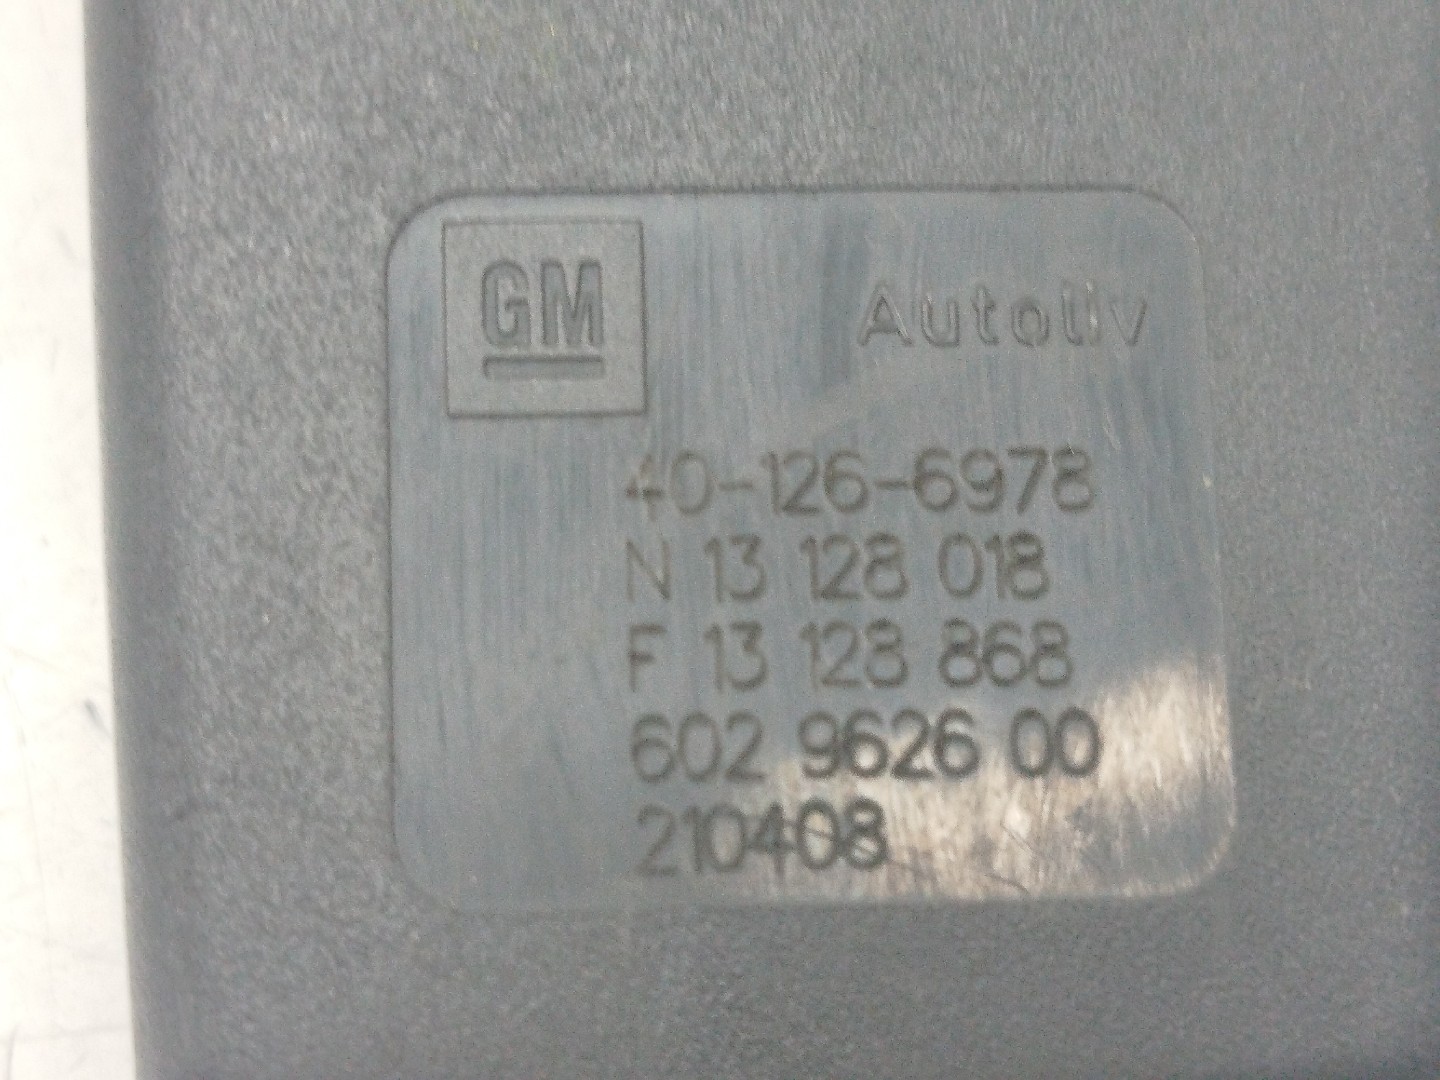 GM Autoliv
40-126-6978
N 13 128 018
F 13 128 868
602 9626 00
210408